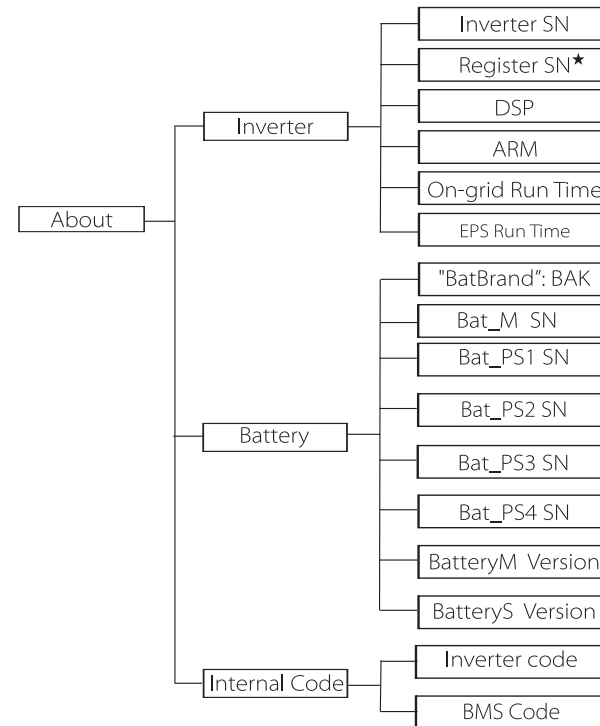 About
Inverter
Inverter SN
Register SN★
DSP
ARM
On-grid Run Time
EPS Run Time
Battery
"BatBrand”: BAK
Bat_M SN
Bat_PS1 SN
Bat_PS2 SN
Bat_PS3 SN
Bat_PS4 SN
BatteryM Version
BatteryS Version
Internal Code
Inverter code
BMS Code